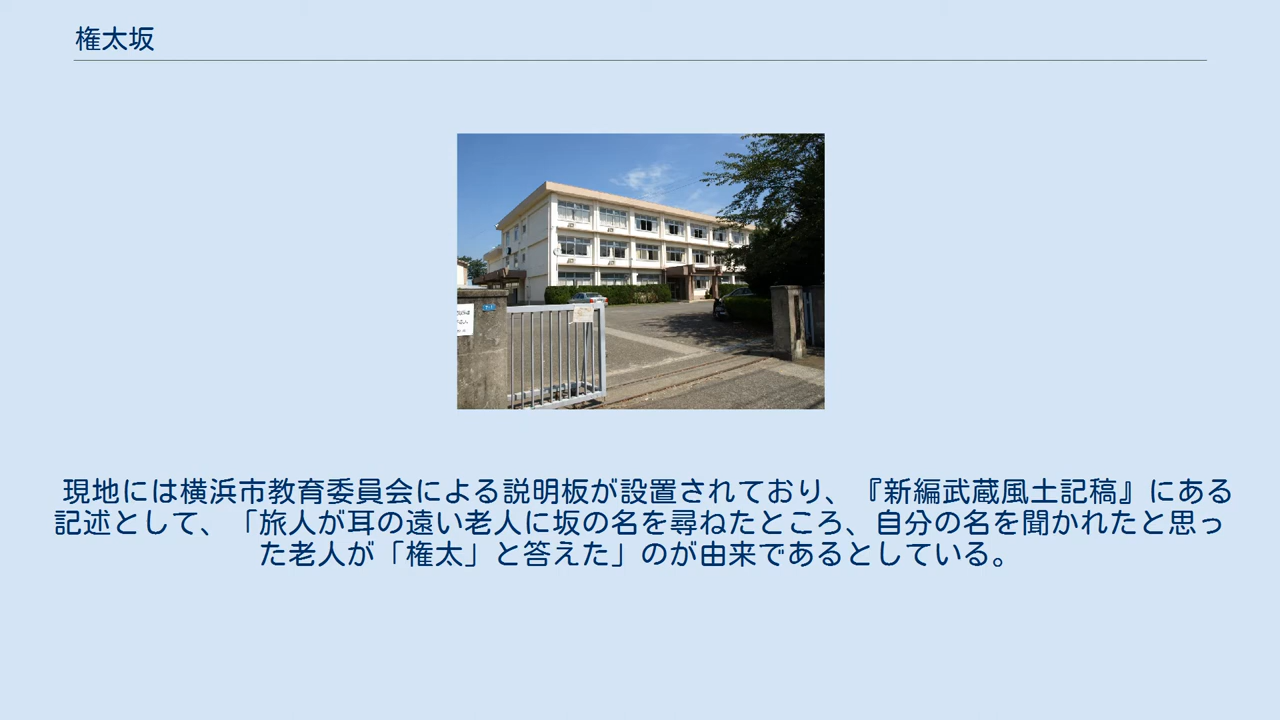 権太坂
現地には横浜市教育委員会による説明板が設置されており、『新編武蔵風土記稿』にある
記述として、「旅人が耳の遠い老人に坂の名を尋ねたところ、自分の名を聞かれたと思っ
た老人が「権太」と答えた」のが由来であるとしている。